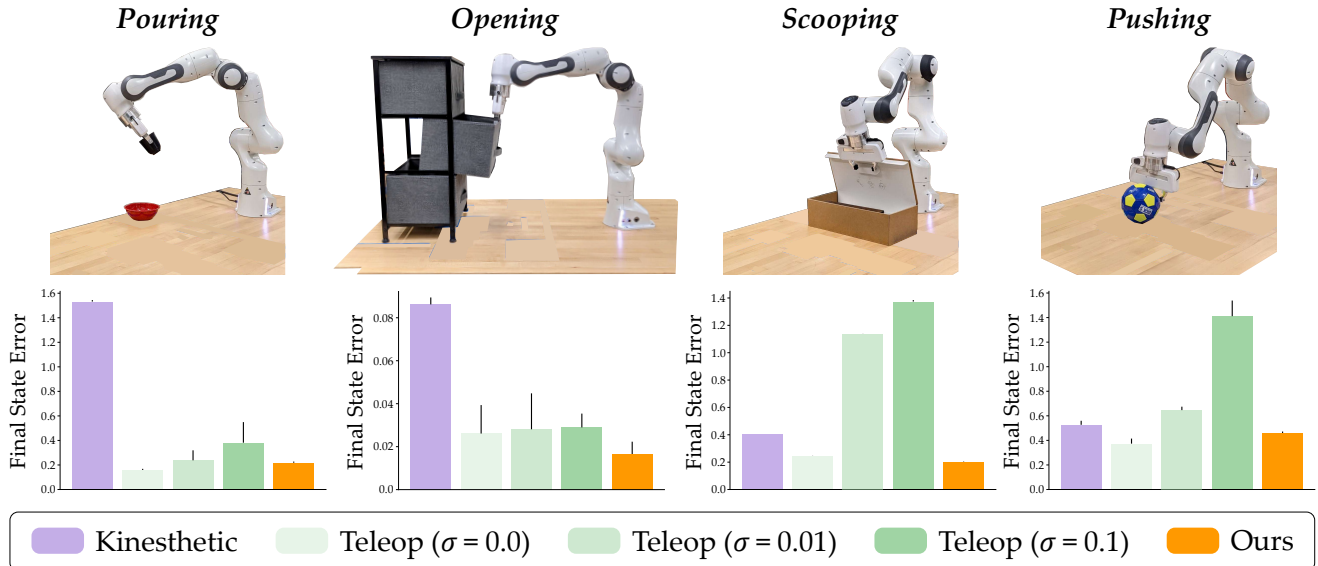 Pouring
Opening
Scooping
Pushing
Final State Error
1.6
1.4
1.2
1.0
0.8
0.6
0.4
0.2
0.0
Final State Error
0.08
0.04
0.02
0.00
Final State Error
1.4
1.2
1.0
0.8
0.6
0.4
0.2
0.0
Final State Error
1.6
1.4
1.2
1.0
0.8
0.6
0.4
0.2
0.0
Kinesthetic
Teleop (σ = 0.0)
Teleop (σ = 0.01)
Teleop (σ = 0.1)
Ours